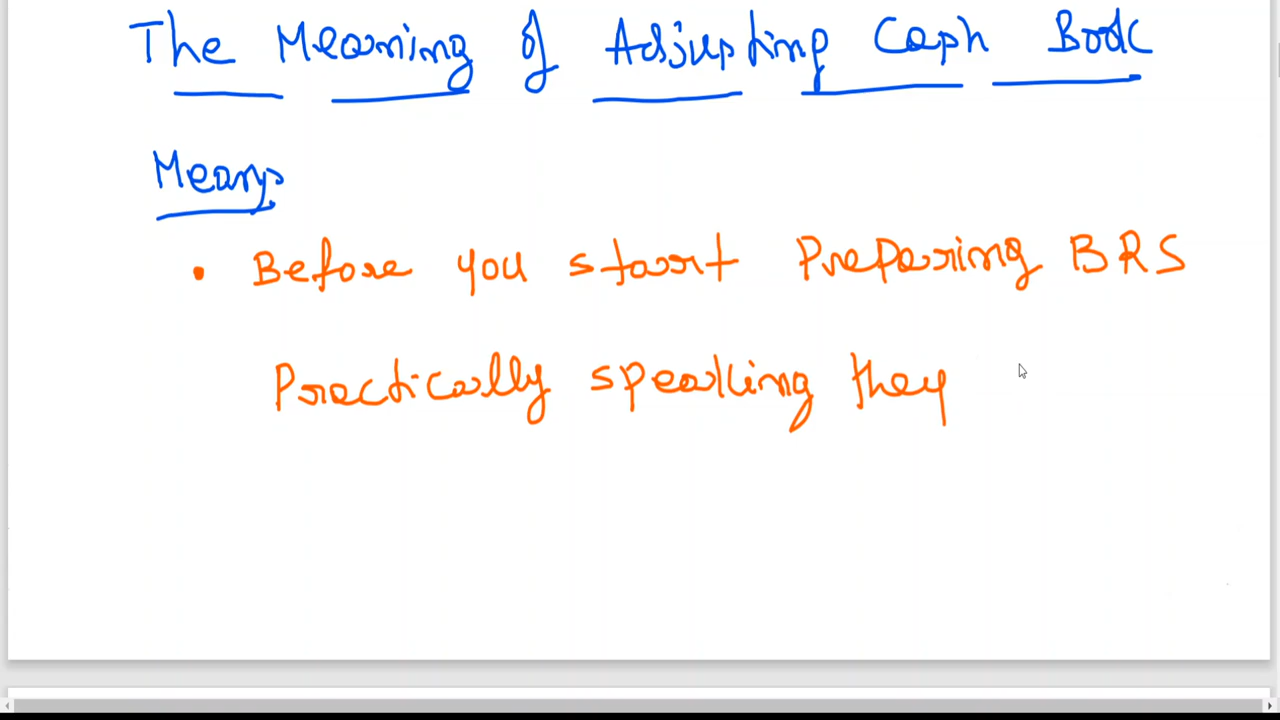 The Meaning of Adjusting Cash Book
Means
• Before you start Preparing BRS
Practically speaking they